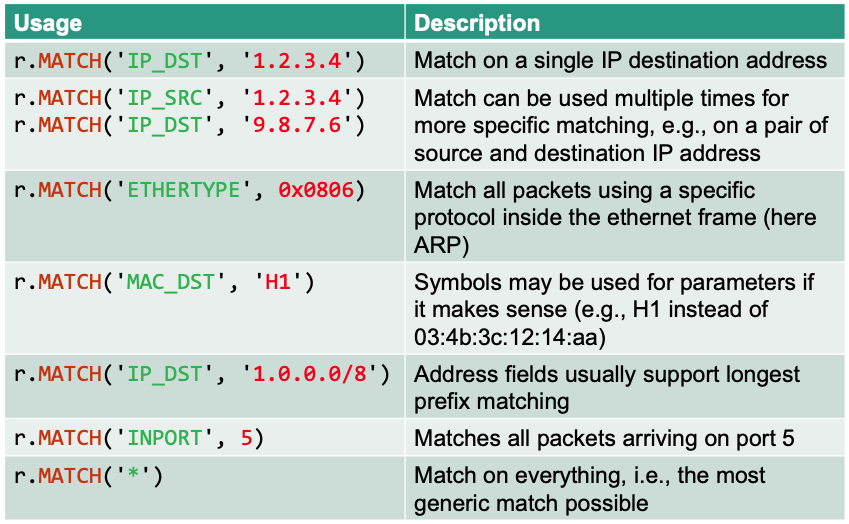 Usage Description
r.MATCH('IP_DST', '1.2.3.4') Match on a single IP destination address
r.MATCH('IP_SRC', '1.2.3.4') Match can be used multiple times for
r.MATCH('IP_DST', '9.8.7.6') more specific matching, e.g., on a pair of
source and destination IP address
r.MATCH('ETHERTYPE', 0x0806) Match all packets using a specific
protocol inside the ethernet frame (here
ARP)
r.MATCH('MAC_DST', 'H1') Symbols may be used for parameters if
it makes sense (e.g., H1 instead of
03:4b:3c:12:14:aa)
r.MATCH('IP_DST', '1.0.0.0/8') Address fields usually support longest
prefix matching
r.MATCH('INPORT', 5) Matches all packets arriving on port 5
r.MATCH('*') Match on everything, i.e., the most
generic match possible